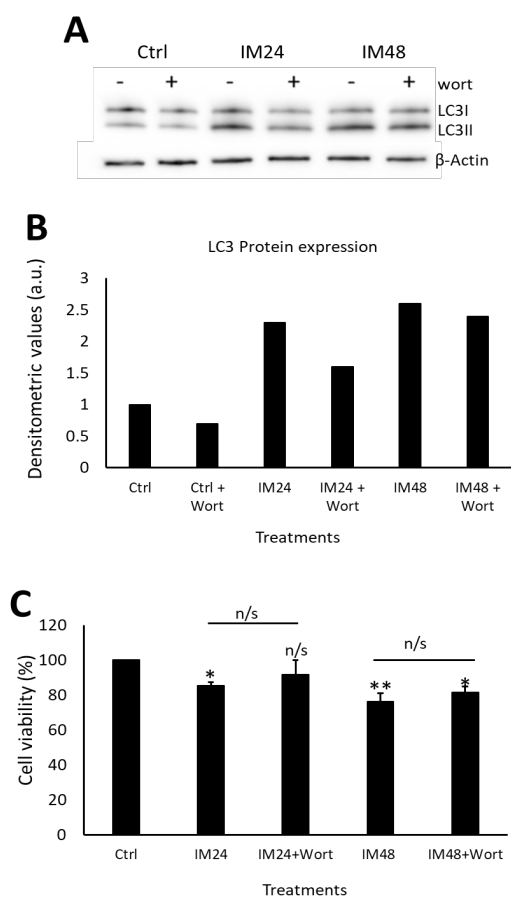 A
Ctrl IM24 IM48
- + - + - + wort
LC3I
LC3II
β-Actin
B
LC3 Protein expression
Densitometric values (a.u.)
3
2.5
2
1.5
1
0.5
0
Ctrl Ctrl + IM24 IM24 + IM48 IM48 +
Wort Wort Wort
Treatments
C
n/s
n/s
n/s
* ** *
Cell viability (%)
120
100
80
60
40
20
0
Ctrl IM24 IM24+Wort IM48 IM48+Wort
Treatments